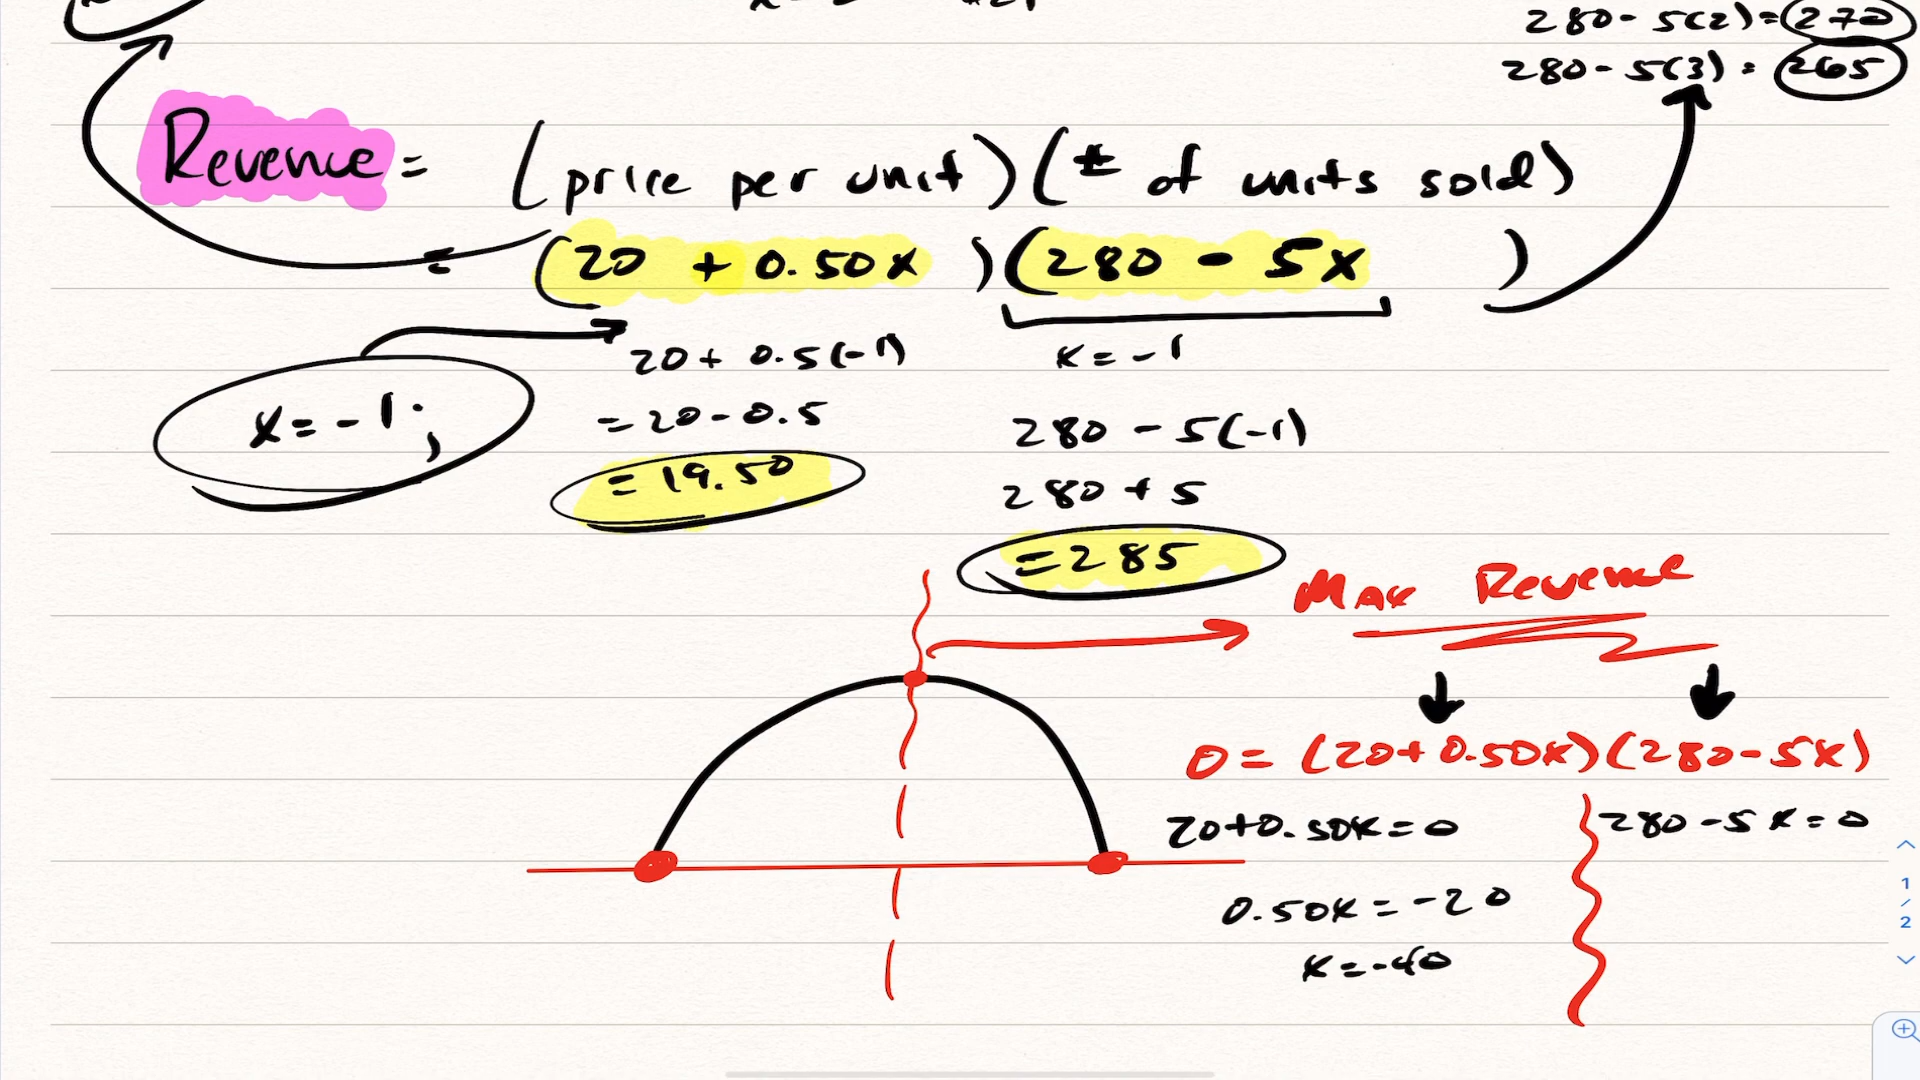 280 - 5(2) = 270
280 - 5(3) = 265
Revenue = (price per unit)(# of units sold)
= (20 + 0.50x )(280 - 5x )
20 + 0.5(-1)
x = -1
x = -1;
= 20 - 0.5
280 - 5(-1)
= 19.50
280 + 5
= 285
Max Revenue
0 = (20+0.50x)(280-5x)
20+0.50x = 0
280-5x = 0
0.50x = -20
x = -40
1
/
2